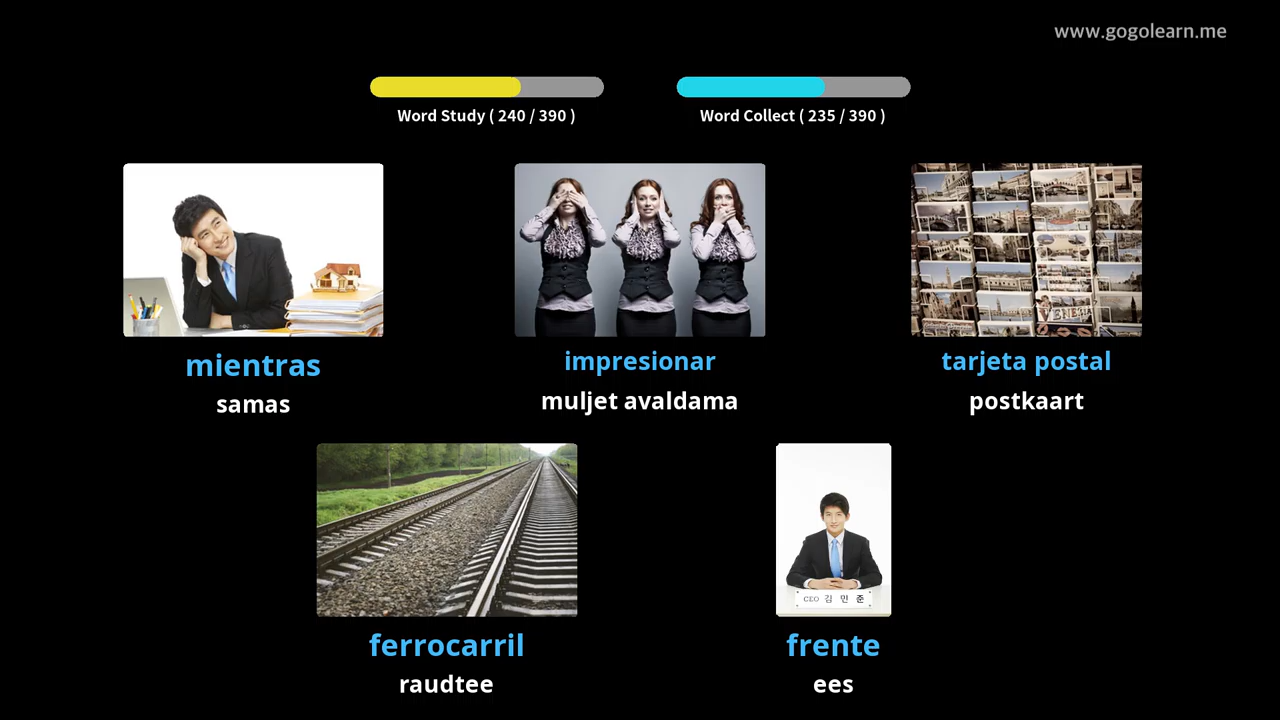 www.gogolearn.me
Word Study ( 240 / 390 )
Word Collect ( 235 / 390 )
mientras
samas
impresionar
muljet avaldama
tarjeta postal
postkaart
VENEZIA
ferrocarril
raudtee
CEO 김 민 준
frente
ees